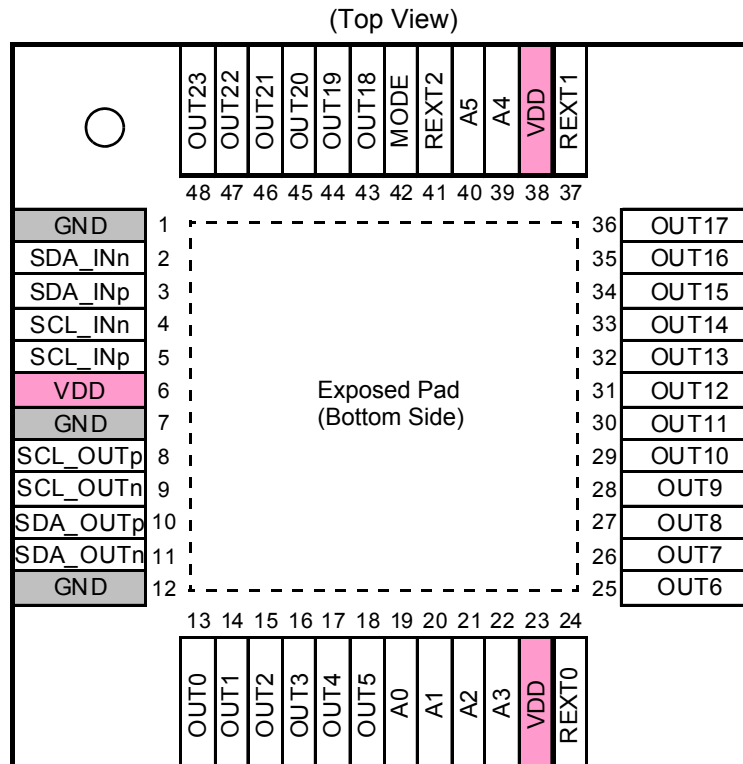 (Top View)
OUT23 OUT22 OUT21 OUT20 OUT19 OUT18 MODE REXT2 A5 A4 VDD REXT1
48 47 46 45 44 43 42 41 40 39 38 37
GND 1 36 OUT17
SDA_INn 2 35 OUT16
SDA_INp 3 34 OUT15
SCL_INn 4 33 OUT14
SCL_INp 5 32 OUT13
VDD 6 Exposed Pad 31 OUT12
GND 7 (Bottom Side) 30 OUT11
SCL_OUTp 8 29 OUT10
SCL_OUTn 9 28 OUT9
SDA_OUTp 10 27 OUT8
SDA_OUTn 11 26 OUT7
GND 12 25 OUT6
13 14 15 16 17 18 19 20 21 22 23 24
OUT0 OUT1 OUT2 OUT3 OUT4 OUT5 A0 A1 A2 A3 VDD REXT0